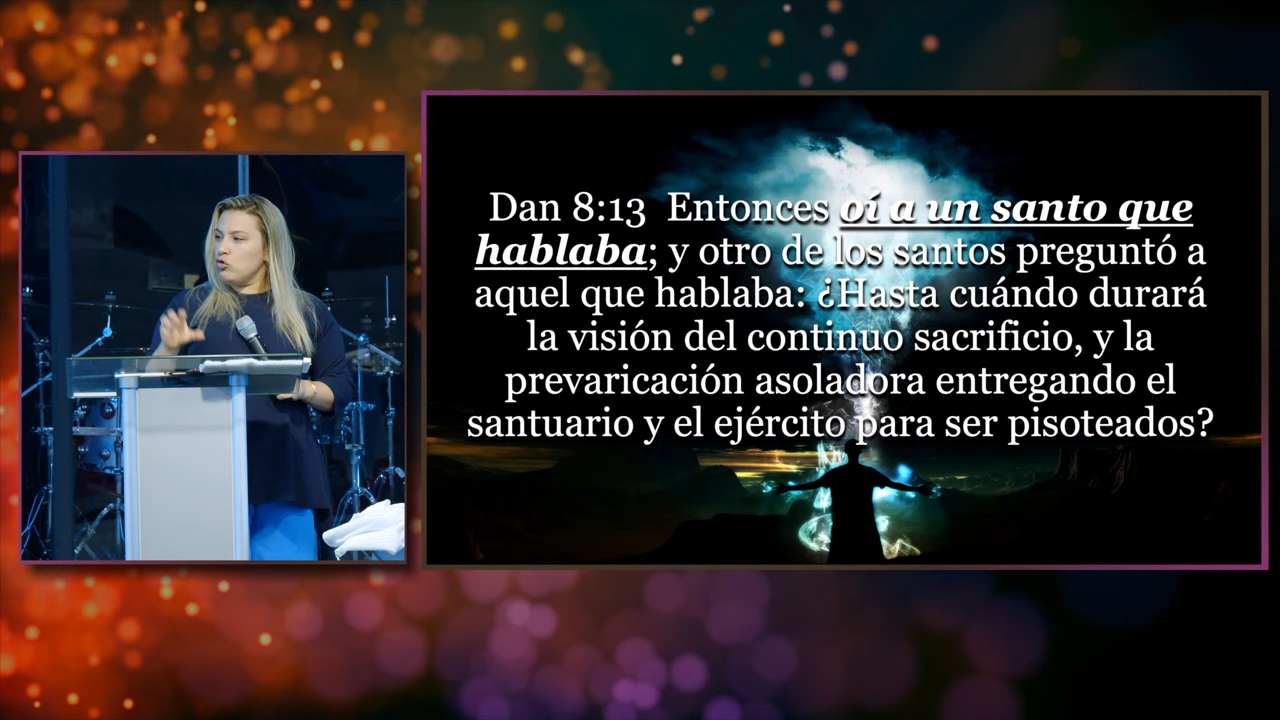 Dan 8:13  Entonces oí a un santo que
hablaba; y otro de los santos preguntó a
aquel que hablaba: ¿Hasta cuándo durará
la visión del continuo sacrificio, y la
prevaricación asoladora entregando el
santuario y el ejército para ser pisoteados?